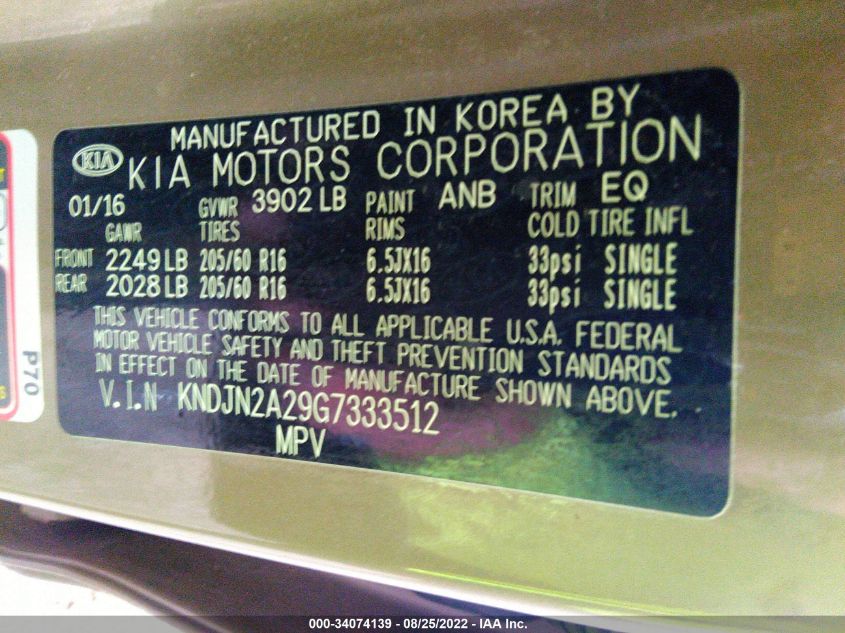 MANUFACTURED IN KOREA BY
KIA KIA MOTORS CORPORATION
01/16 GVWR 3902 LB PAINT ANB TRIM EQ
GAWR TIRES RIMS COLD TIRE INFL
FRONT 2249 LB 205/60 R16 6.5JX16 33psi SINGLE
REAR 2028 LB 205/60 R16 6.5JX16 33psi SINGLE
THIS VEHICLE CONFORMS TO ALL APPLICABLE U.S.A. FEDERAL
MOTOR VEHICLE SAFETY AND THEFT PREVENTION STANDARDS
IN EFFECT ON THE DATE OF MANUFACTURE SHOWN ABOVE.
V.I.N KNDJN2A29G7333512
MPV
P70
000-34074139 - 08/25/2022 - IAA Inc.